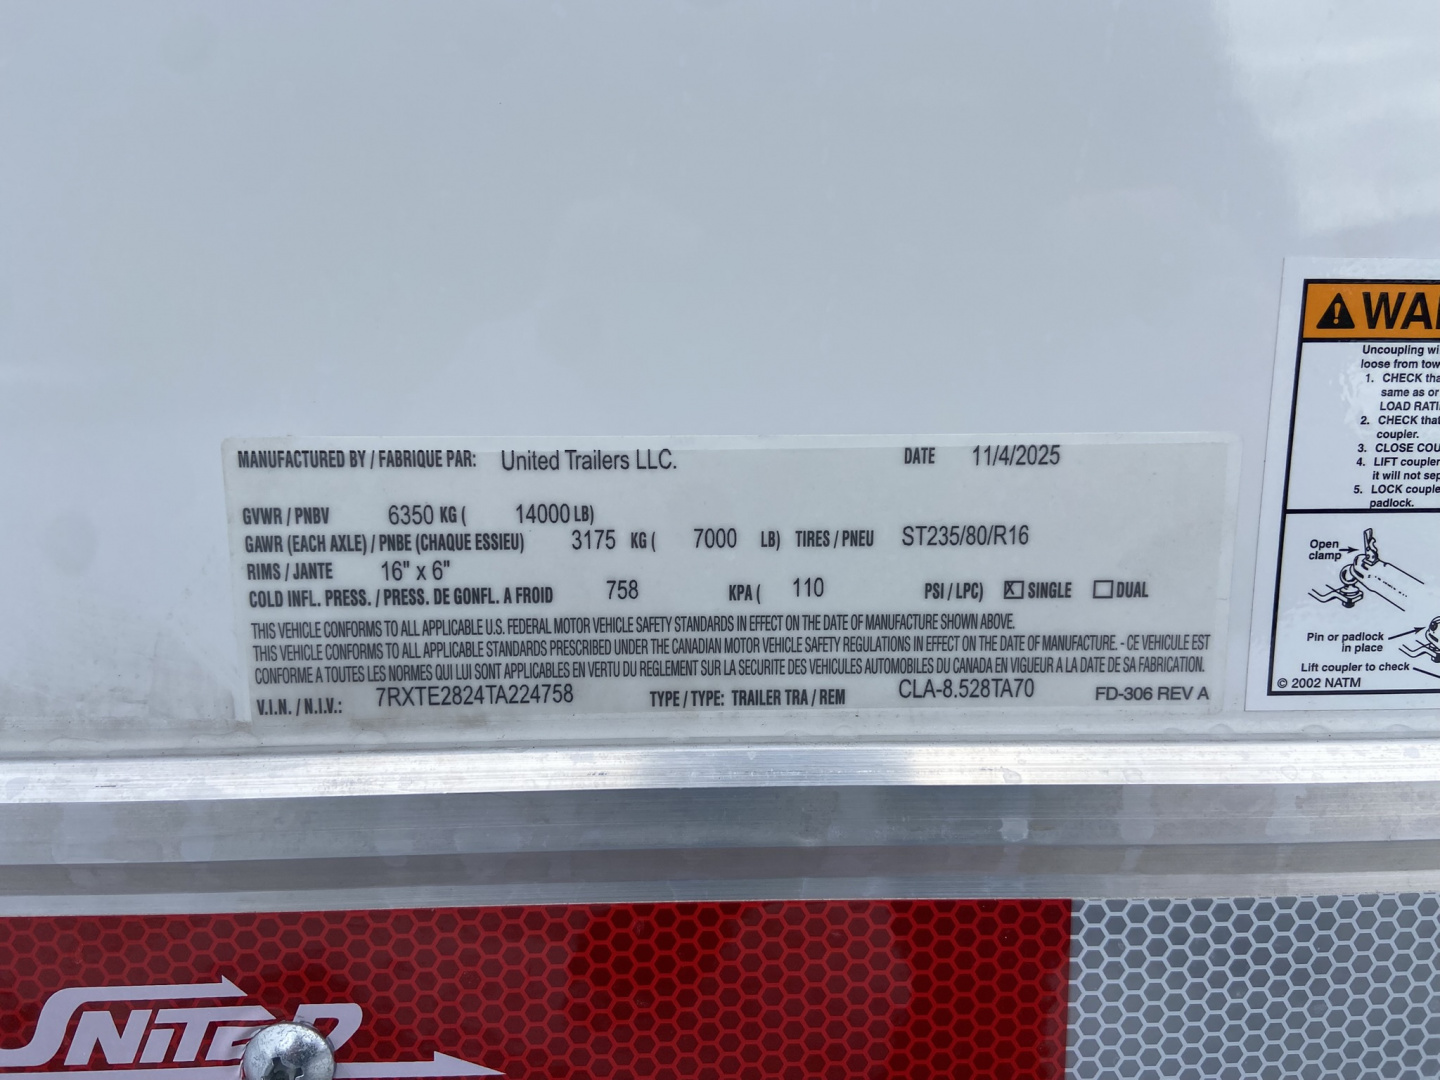 MANUFACTURED BY / FABRIQUE PAR: United Trailers LLC. DATE 11/4/2025
GVWR / PNBV 6350 KG ( 14000 LB)
GAWR (EACH AXLE) / PNBE (CHAQUE ESSIEU) 3175 KG ( 7000 LB) TIRES / PNEU ST235/80/R16
RIMS / JANTE 16" x 6"
COLD INFL. PRESS. / PRESS. DE GONFL. A FROID 758 KPA ( 110 PSI / LPC) X SINGLE DUAL
THIS VEHICLE CONFORMS TO ALL APPLICABLE U.S. FEDERAL MOTOR VEHICLE SAFETY STANDARDS IN EFFECT ON THE DATE OF MANUFACTURE SHOWN ABOVE.
THIS VEHICLE CONFORMS TO ALL APPLICABLE STANDARDS PRESCRIBED UNDER THE CANADIAN MOTOR VEHICLE SAFETY REGULATIONS IN EFFECT ON THE DATE OF MANUFACTURE. - CE VEHICULE EST
CONFORME A TOUTES LES NORMES QUI LUI SONT APPLICABLES EN VERTU DU REGLEMENT SUR LA SECURITE DES VEHICULES AUTOMOBILES DU CANADA EN VIGUEUR A LA DATE DE SA FABRICATION.
V.I.N. / N.I.V.: 7RXTE2824TA224758 TYPE / TYPE: TRAILER TRA / REM CLA-8.528TA70 FD-306 REV A
Uncoupling
loose from
1. CHECK
same as or
LOAD
2. CHECK that
coupler.
3. CLOSE
4. LIFT coupler
it will not
5. LOCK
padlock.
Open
clamp
Pin or padlock
in place
Lift coupler to check
© 2002 NATM
UNITED